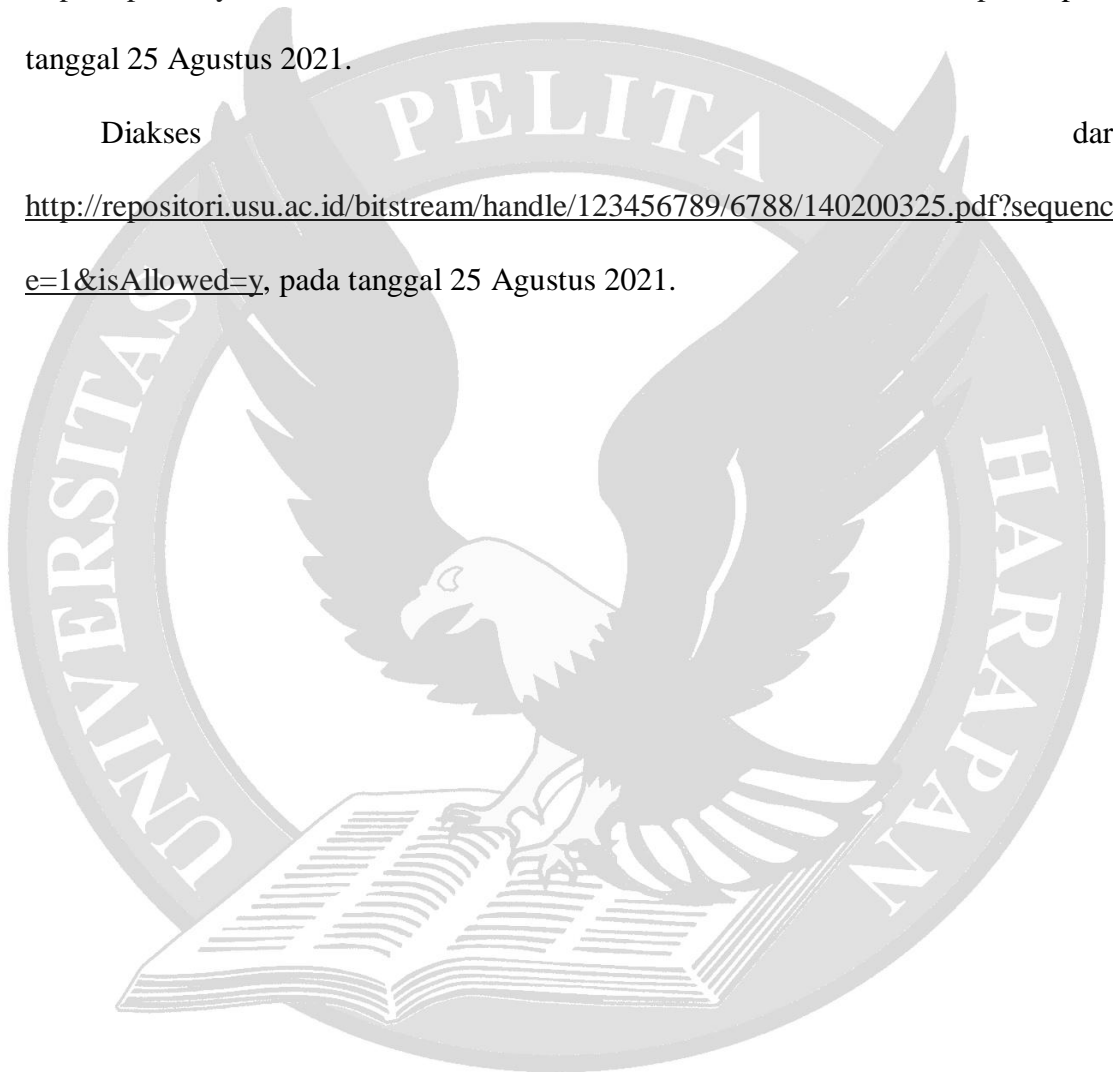 tanggal 25 Agustus 2021.
Diakses dar
http://repositori.usu.ac.id/bitstream/handle/123456789/6788/140200325.pdf?sequenc
e=1&isAllowed=y, pada tanggal 25 Agustus 2021.
UNIVERSITAS PELITA HARAPAN